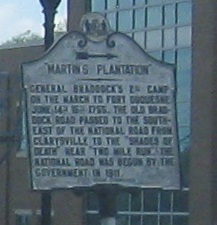 "MARTIN'S PLANTATION"
GENERAL BRADDOCK'S 2ND CAMP
ON THE MARCH TO FORT DUQUESNE
JUNE 14TH 15TH 1755. THE OLD BRAD-
DOCK ROAD PASSED TO THE SOUTH-
EAST OF THE NATIONAL ROAD FROM
CLARYSVILLE TO THE "SHADES OF
DEATH" NEAR "TWO MILE RUN." THE
NATIONAL ROAD WAS BEGUN BY THE
GOVERNMENT IN 1811.